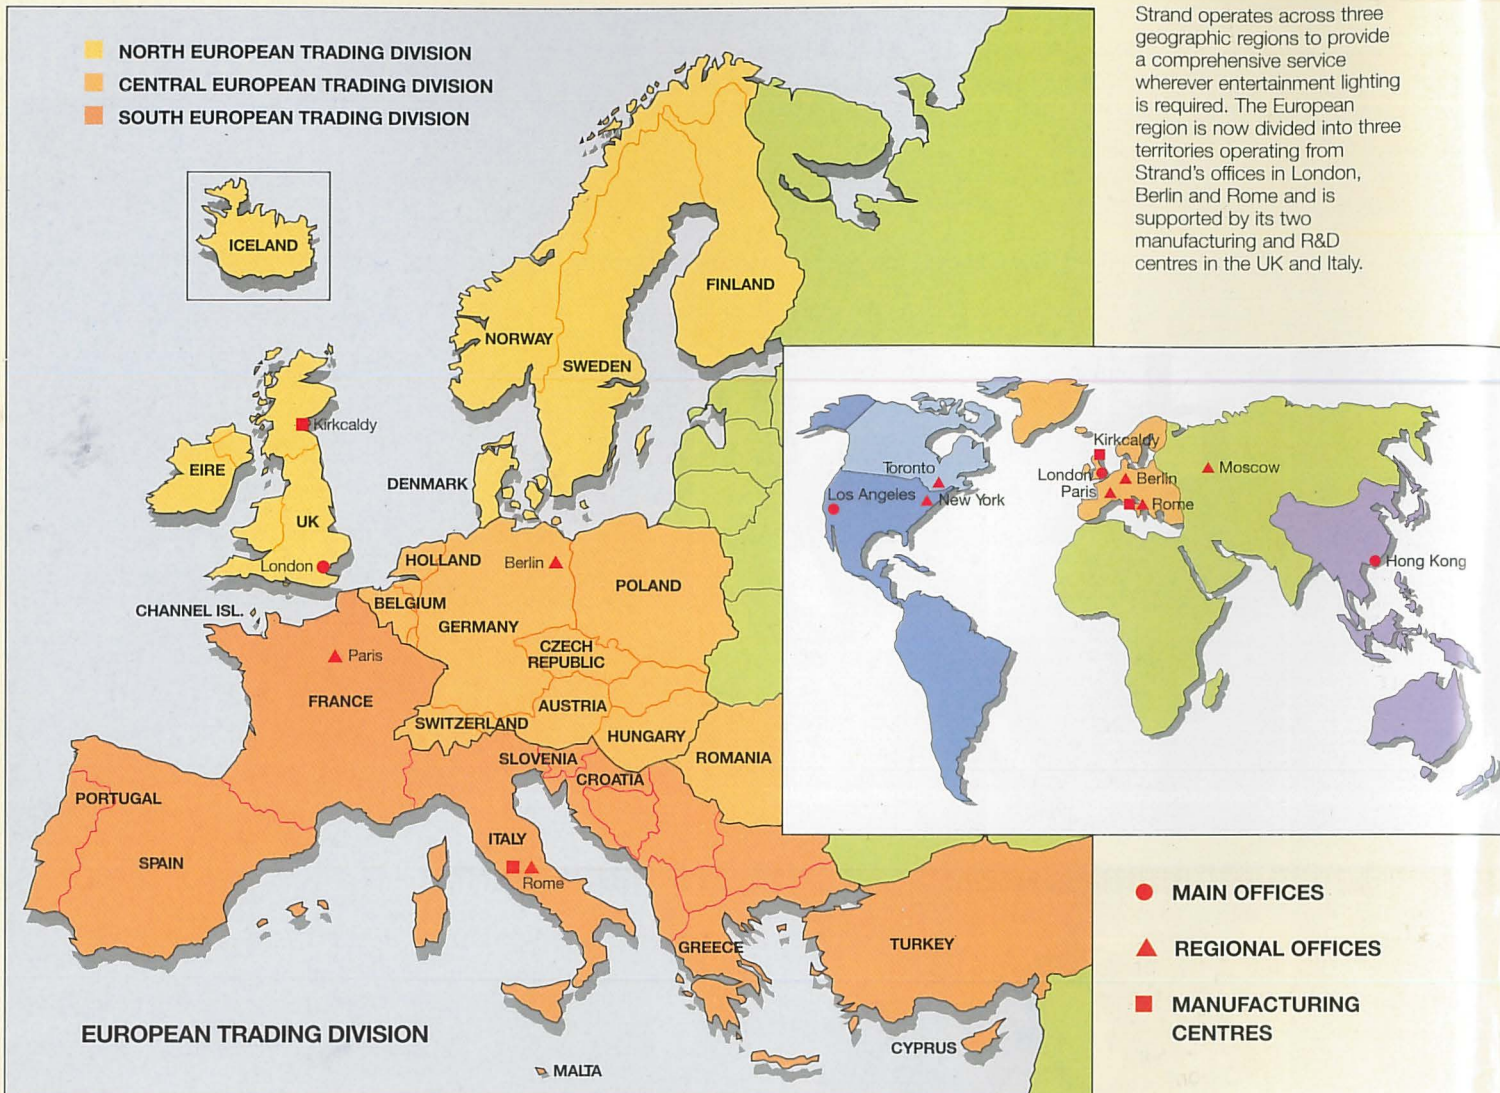 NORTH EUROPEAN TRADING DIVISION
CENTRAL EUROPEAN TRADING DIVISION
SOUTH EUROPEAN TRADING DIVISION
Strand operates across three
geographic regions to provide
a comprehensive service
wherever entertainment lighting
is required. The European
region is now divided into three
territories operating from
Strand's offices in London,
Berlin and Rome and is
supported by its two
manufacturing and R&D
centres in the UK and Italy.
ICELAND
FINLAND
NORWAY
SWEDEN
Kirkcaldy
EIRE
DENMARK
UK
London
HOLLAND
Berlin
POLAND
CHANNEL ISL.
BELGIUM
GERMANY
CZECH
REPUBLIC
Paris
FRANCE
AUSTRIA
SWITZERLAND
HUNGARY
SLOVENIA
ROMANIA
CROATIA
PORTUGAL
SPAIN
ITALY
Rome
GREECE
TURKEY
CYPRUS
MALTA
EUROPEAN TRADING DIVISION
Kirkcaldy
Toronto
London
Berlin
Moscow
Los Angeles
New York
Paris
Rome
Hong Kong
MAIN OFFICES
REGIONAL OFFICES
MANUFACTURING
CENTRES